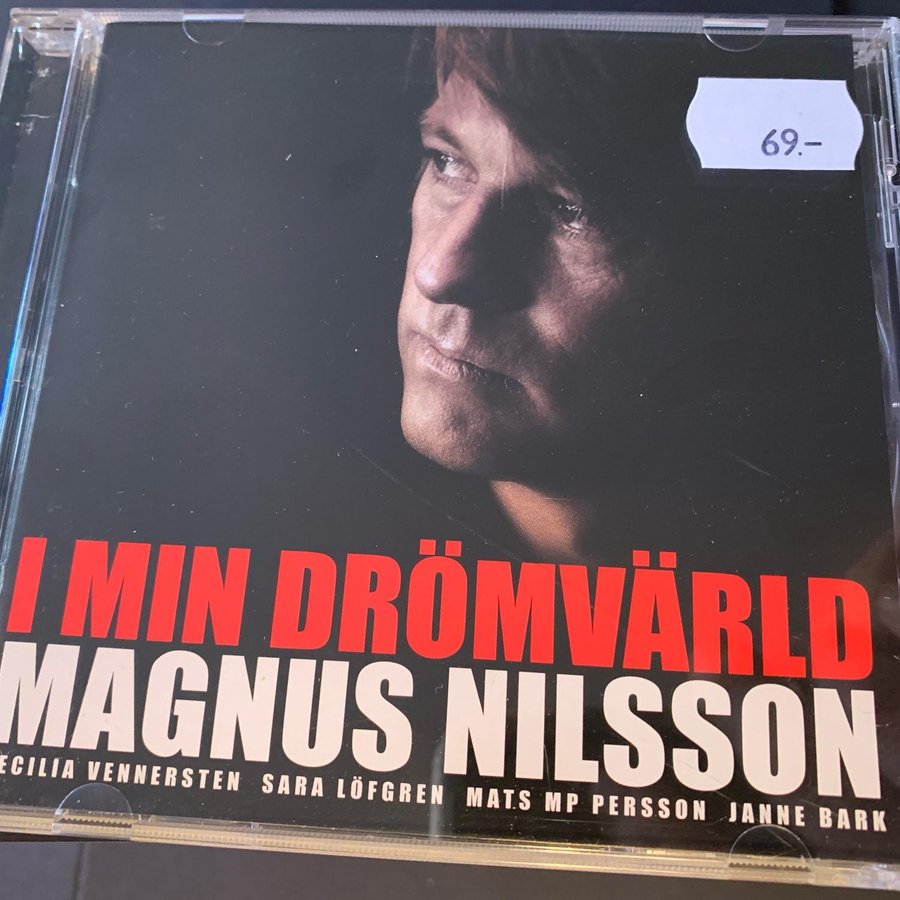 69.-
I MIN DRÖMVÄRLD
MAGNUS NILSSON
ECILIA VENNERSTEN SARA LÖFGREN MATS MP PERSSON JANNE BARK